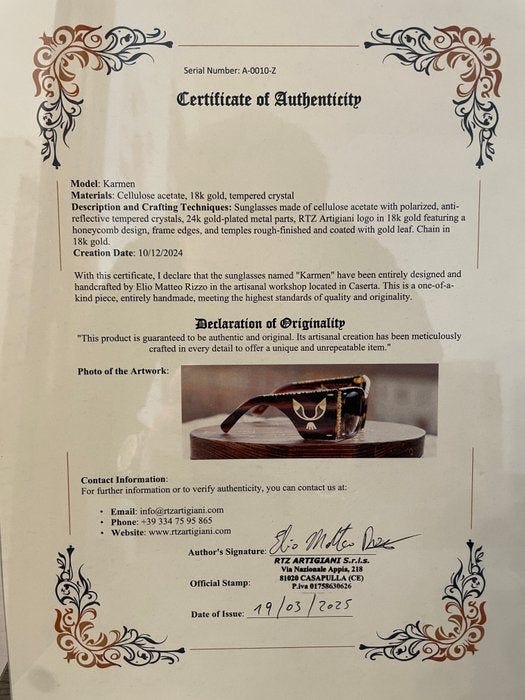 Serial Number: A-0010-Z
Certificate of Authenticity
Model: Karmen
Materials: Cellulose acetate, 18k gold, tempered crystal
Description and Crafting Techniques: Sunglasses made of cellulose acetate with polarized, anti-
reflective tempered crystals, 24k gold-plated metal parts, RTZ Artigiani logo in 18k gold featuring a
honeycomb design, frame edges, and temples rough-finished and coated with gold leaf. Chain in
18k gold.
Creation Date: 10/12/2024
With this certificate, I declare that the sunglasses named "Karmen" have been entirely designed and
handcrafted by Elio Matteo Rizzo in the artisanal workshop located in Caserta. This is a one-of-a-
kind piece, entirely handmade, meeting the highest standards of quality and originality.
Declaration of Originality
"This product is guaranteed to be authentic and original. Its artisanal creation has been meticulously
crafted in every detail to offer a unique and unrepeatable item."
Photo of the Artwork:
Contact Information:
For further information or to verify authenticity, you can contact us at:
• Email: info@rtzartigiani.com
• Phone: +39 334 75 95 865
• Website: www.rtzartigiani.com
Author's Signature: Elio Matteo Rizzo
RTZ ARTIGIANI S.r.l.s.
Via Nazionale Appia, 218
Official Stamp: 81020 CASAPULLA (CE)
P.iva 01758630626
Date of Issue: 19/03/2025